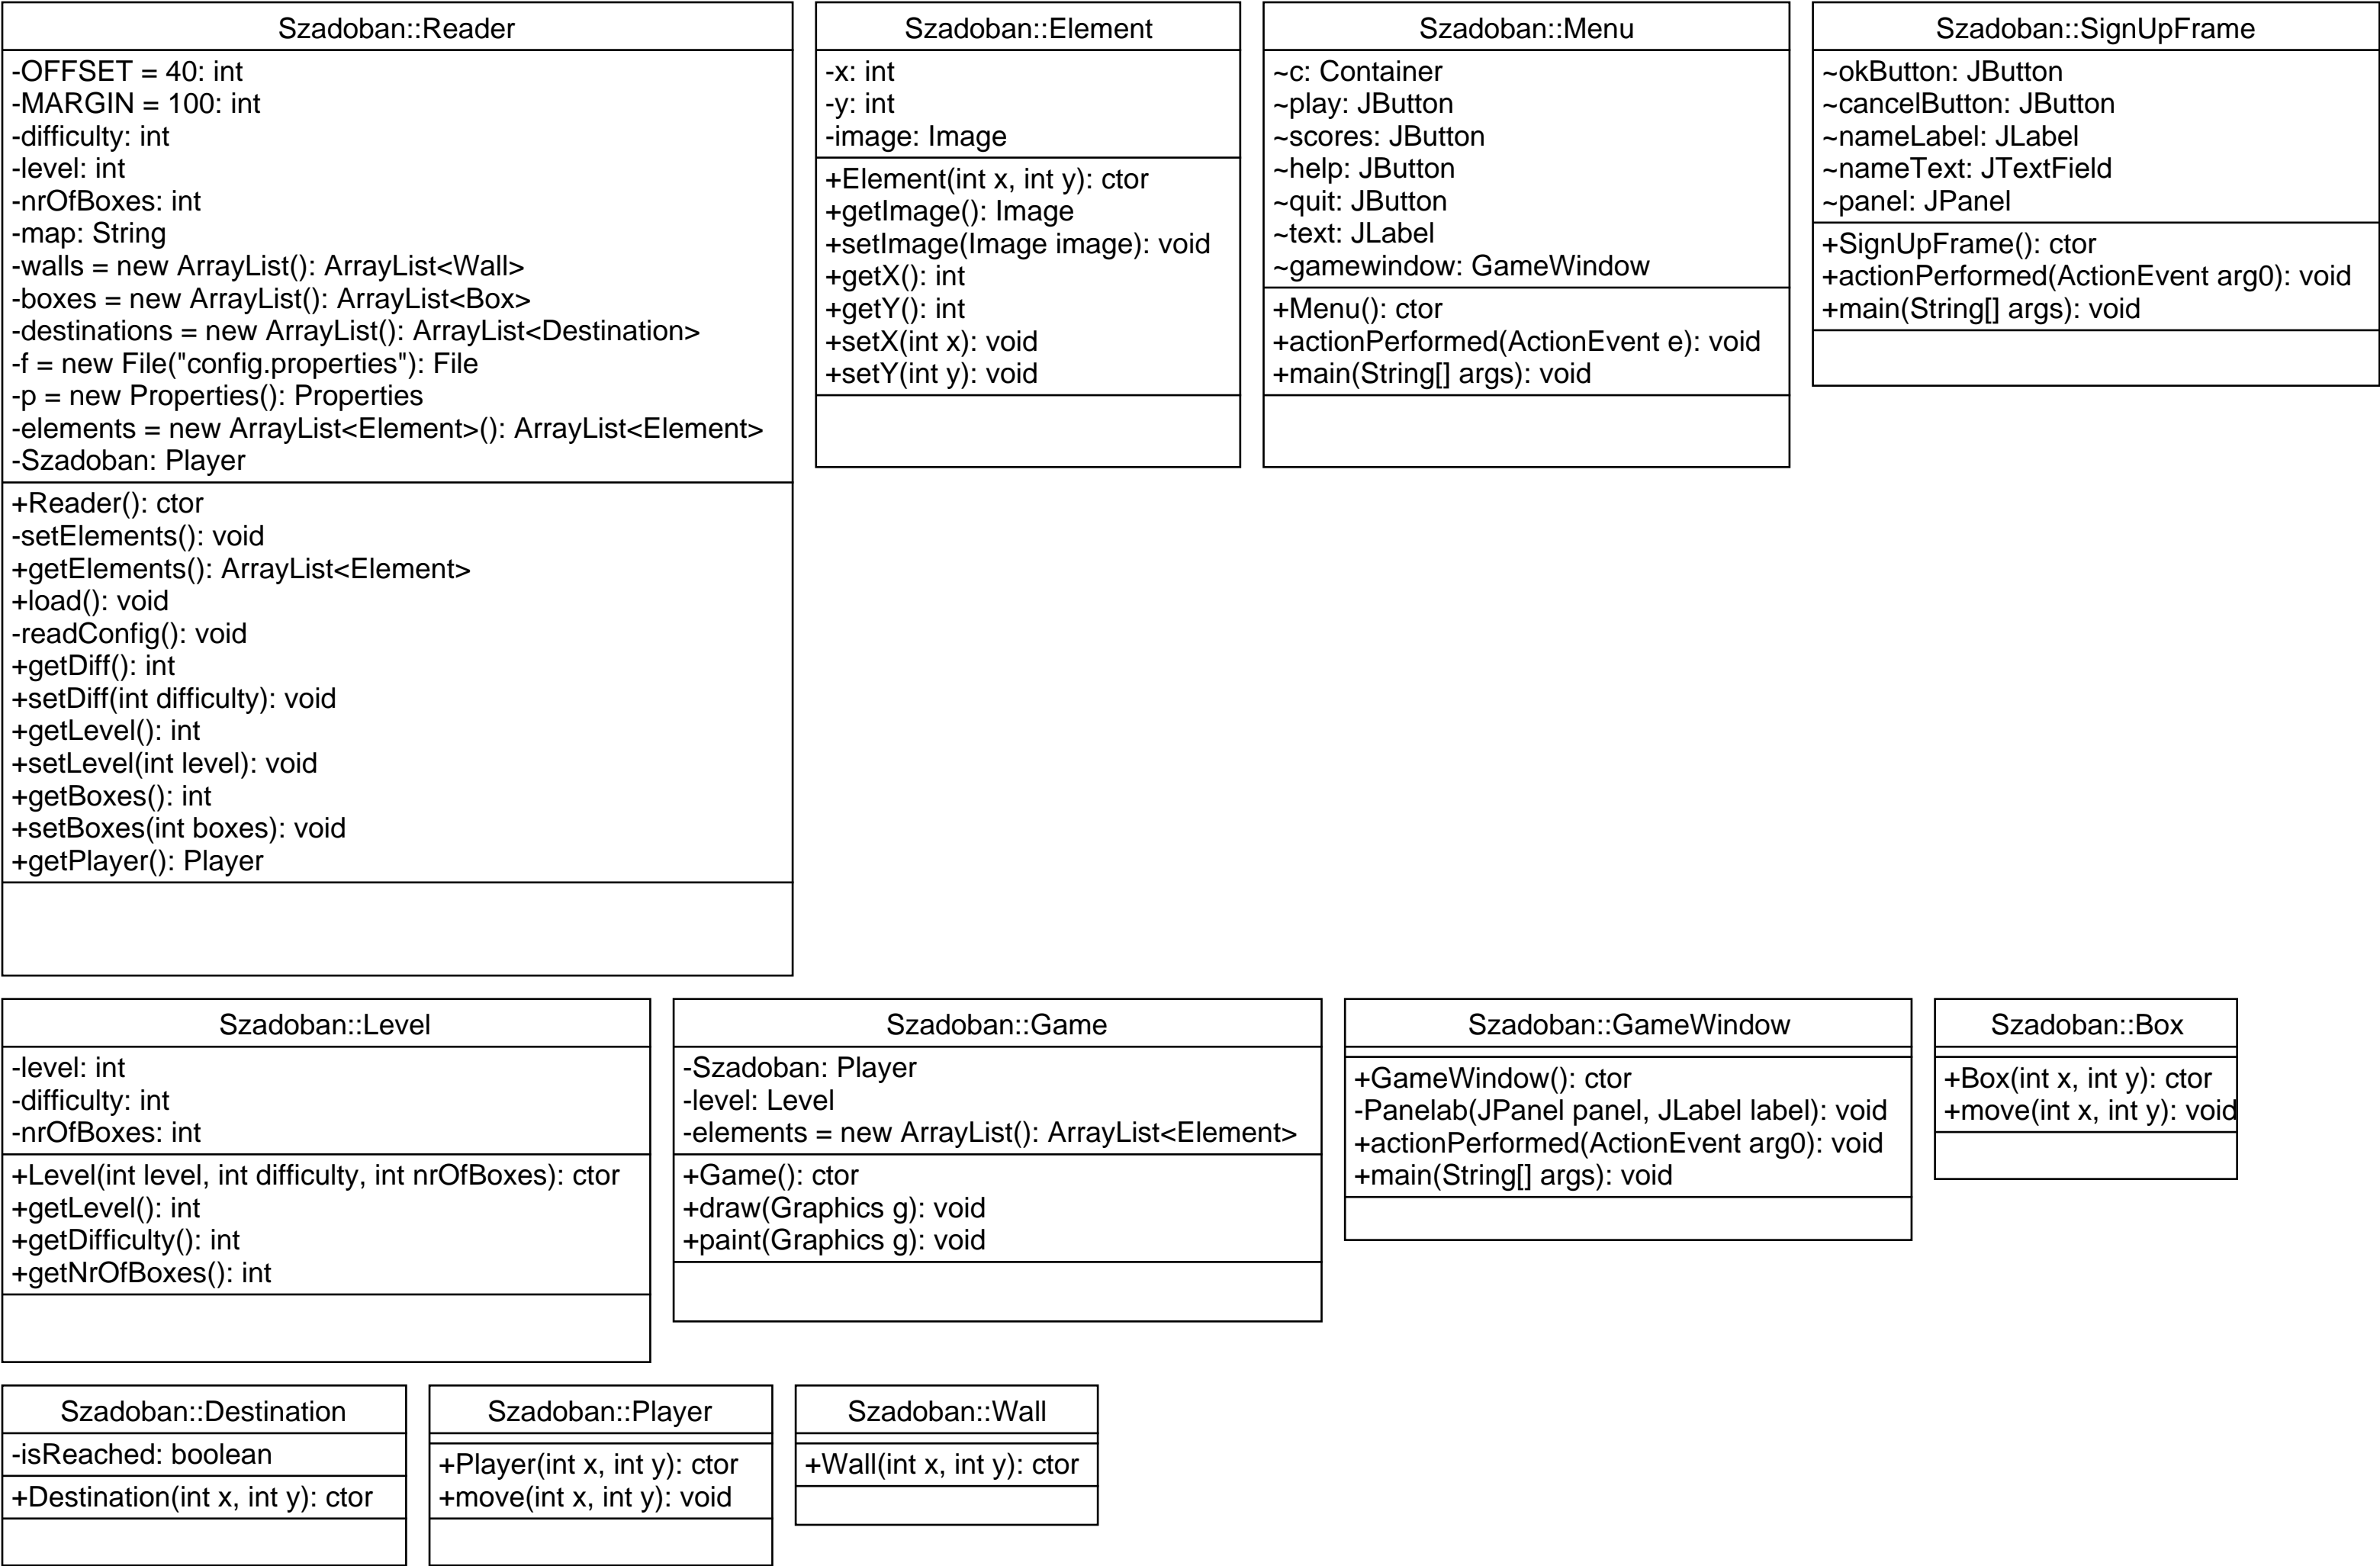 Szadoban::Reader
-OFFSET = 40: int
-MARGIN = 100: int
-difficulty: int
-level: int
-nrOfBoxes: int
-map: String
-walls = new ArrayList(): ArrayList<Wall>
-boxes = new ArrayList(): ArrayList<Box>
-destinations = new ArrayList(): ArrayList<Destination>
-f = new File("config.properties"): File
-p = new Properties(): Properties
-elements = new ArrayList<Element>(): ArrayList<Element>
-Szadoban: Player
+Reader(): ctor
-setElements(): void
+getElements(): ArrayList<Element>
+load(): void
-readConfig(): void
+getDiff(): int
+setDiff(int difficulty): void
+getLevel(): int
+setLevel(int level): void
+getBoxes(): int
+setBoxes(int boxes): void
+getPlayer(): Player
Szadoban::Element
-x: int
-y: int
-image: Image
+Element(int x, int y): ctor
+getImage(): Image
+setImage(Image image): void
+getX(): int
+getY(): int
+setX(int x): void
+setY(int y): void
Szadoban::Menu
~c: Container
~play: JButton
~scores: JButton
~help: JButton
~quit: JButton
~text: JLabel
~gamewindow: GameWindow
+Menu(): ctor
+actionPerformed(ActionEvent e): void
+main(String[] args): void
Szadoban::SignUpFrame
~okButton: JButton
~cancelButton: JButton
~nameLabel: JLabel
~nameText: JTextField
~panel: JPanel
+SignUpFrame(): ctor
+actionPerformed(ActionEvent arg0): void
+main(String[] args): void
Szadoban::Level
-level: int
-difficulty: int
-nrOfBoxes: int
+Level(int level, int difficulty, int nrOfBoxes): ctor
+getLevel(): int
+getDifficulty(): int
+getNrOfBoxes(): int
Szadoban::Game
-Szadoban: Player
-level: Level
-elements = new ArrayList(): ArrayList<Element>
+Game(): ctor
+draw(Graphics g): void
+paint(Graphics g): void
Szadoban::GameWindow
+GameWindow(): ctor
-Panelab(JPanel panel, JLabel label): void
+actionPerformed(ActionEvent arg0): void
+main(String[] args): void
Szadoban::Box
+Box(int x, int y): ctor
+move(int x, int y): void
Szadoban::Destination
-isReached: boolean
+Destination(int x, int y): ctor
Szadoban::Player
+Player(int x, int y): ctor
+move(int x, int y): void
Szadoban::Wall
+Wall(int x, int y): ctor